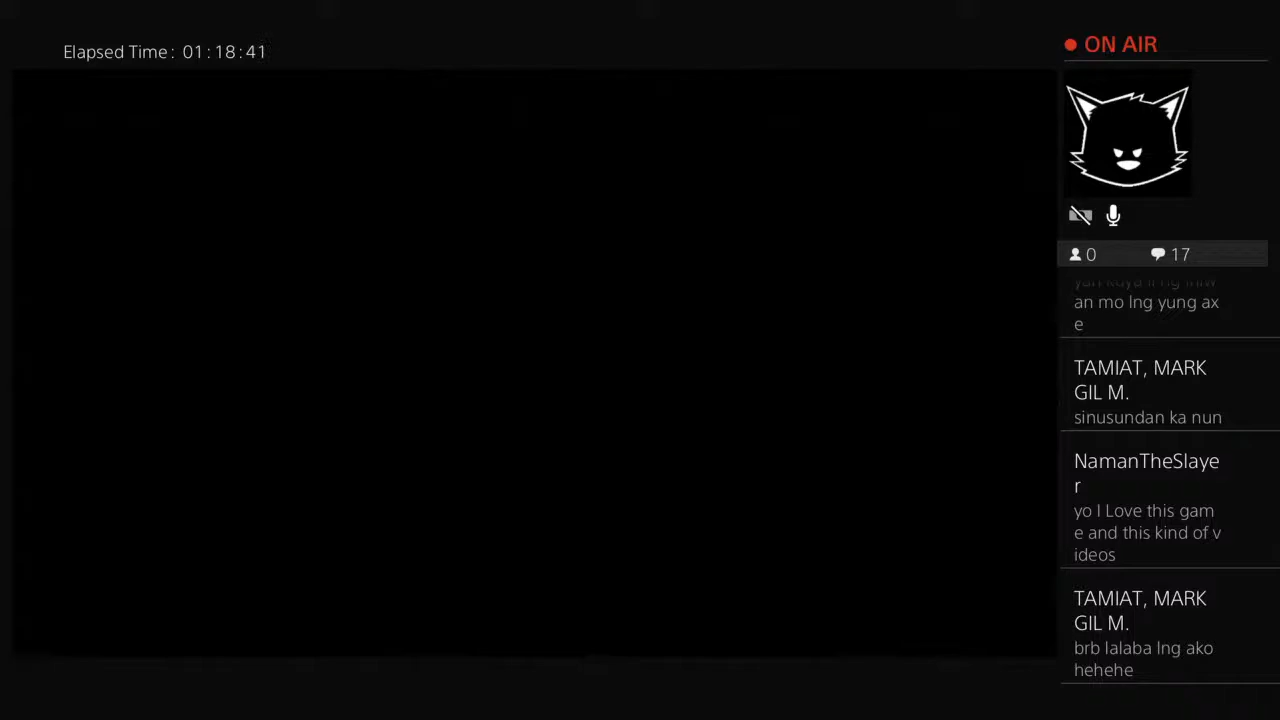 Elapsed Time: 01:18:41
ON AIR
0 17
an mo lng yung ax
e
TAMIAT, MARK
GIL M.
sinusundan ka nun
NamanTheSlaye
r
yo I Love this gam
e and this kind of v
ideos
TAMIAT, MARK
GIL M.
brb lalaba lng ako
hehehe